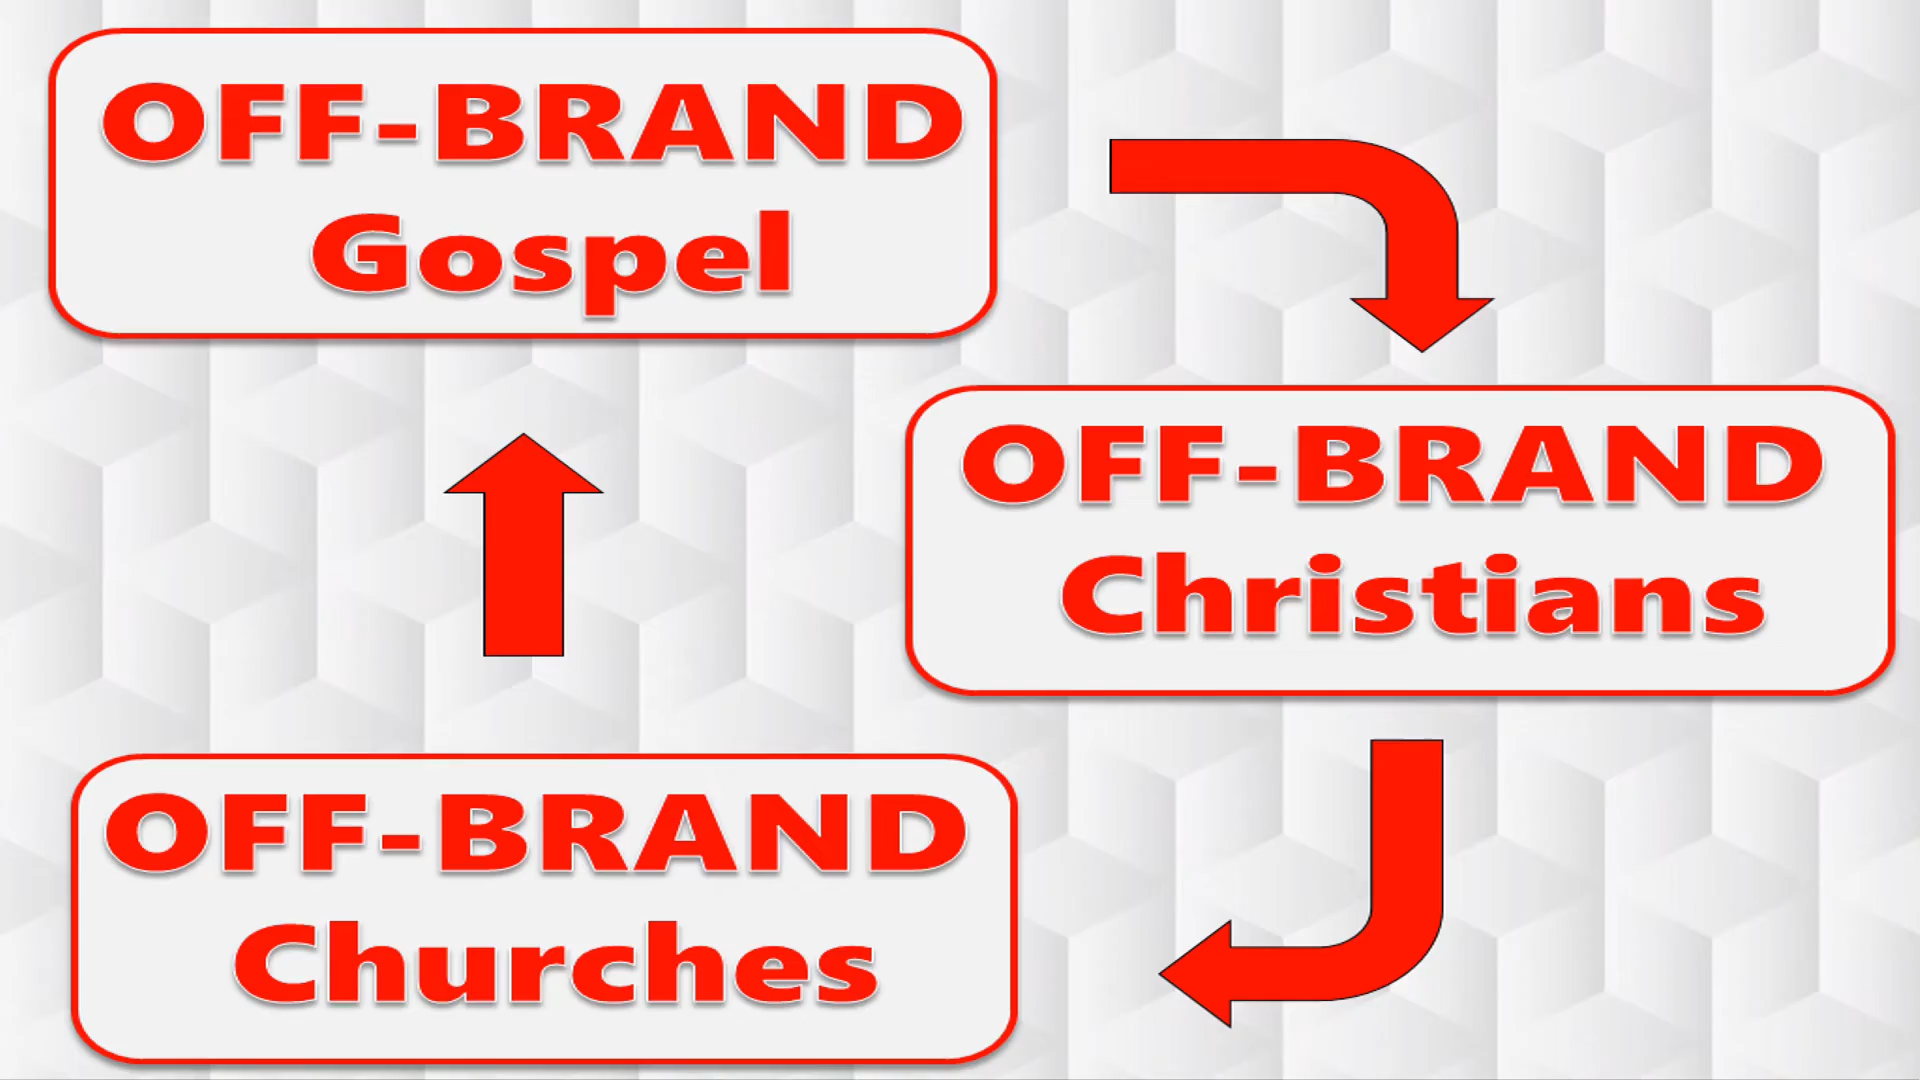 OFF-BRAND
Gospel
OFF-BRAND
Christians
OFF-BRAND
Churches